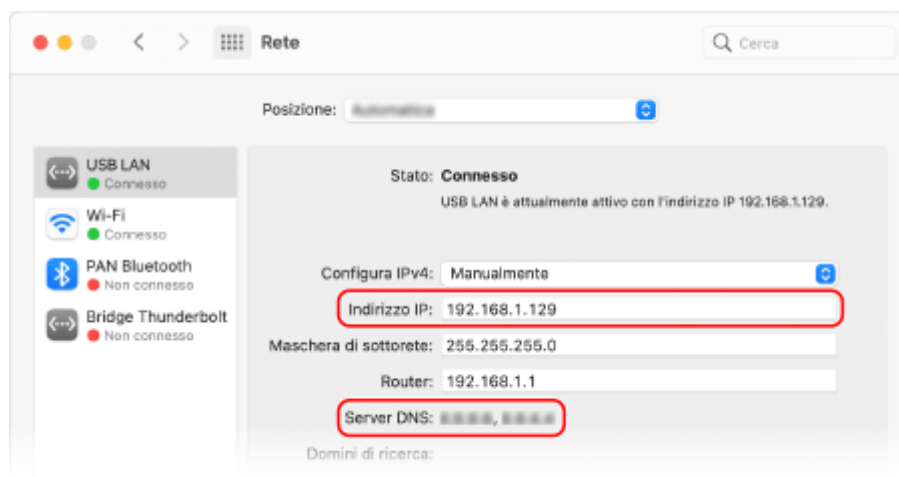 Rete
Cerca
Posizione:
USB LAN
Connesso
Wi-Fi
Connesso
PAN Bluetooth
Non connesso
Bridge Thunderbolt
Non connesso
Stato: Connesso
USB LAN è attualmente attivo con l'indirizzo IP 192.168.1.129.
Configura IPv4: Manualmente
Indirizzo IP: 192.168.1.129
Maschera di sottorete: 255.255.255.0
Router: 192.168.1.1
Server DNS:
Domini di ricerca: